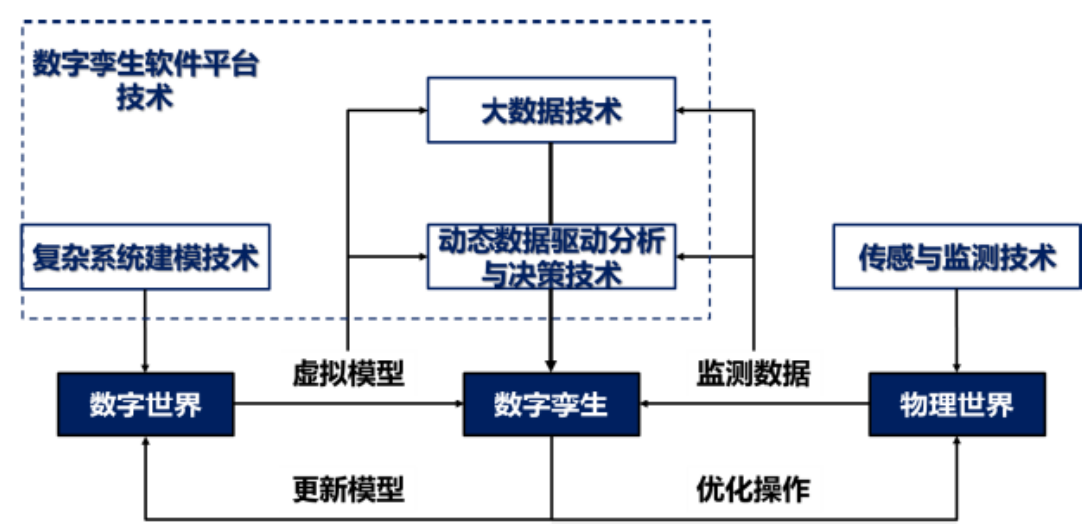 数字孪生软件平台
技术
大数据技术
复杂系统建模技术
动态数据驱动分析
与决策技术
传感与监测技术
虚拟模型
监测数据
数字世界
数字孪生
物理世界
更新模型
优化操作